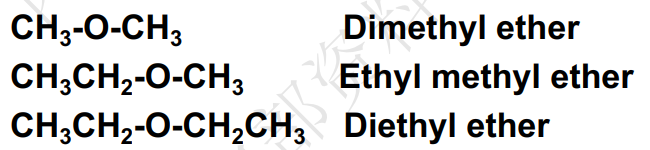 CH₃-O-CH₃ Dimethyl ether
CH₃CH₂-O-CH₃ Ethyl methyl ether
CH₃CH₂-O-CH₂CH₃ Diethyl ether